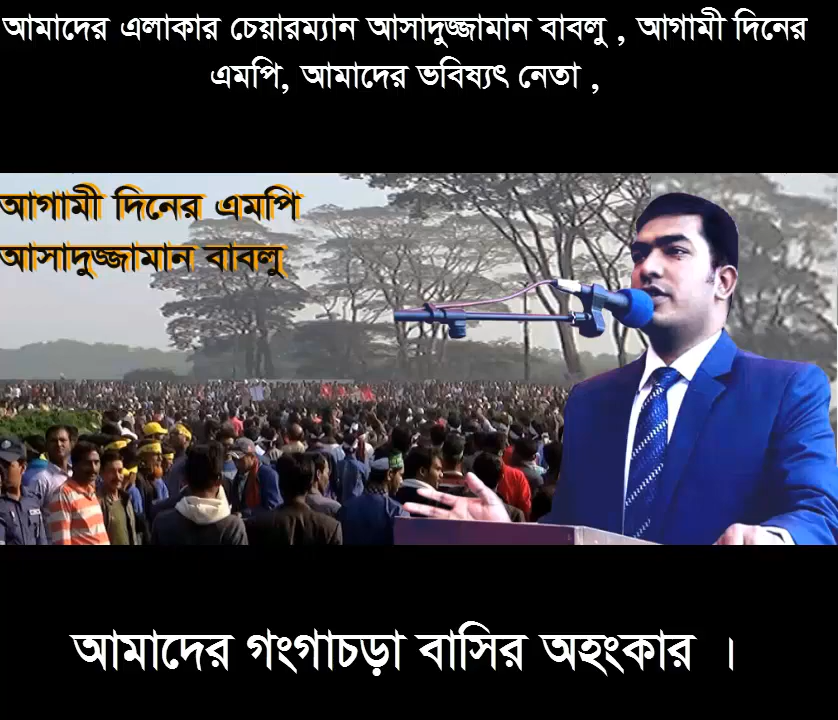 আমাদের এলাকার চেয়ারম্যান আসাদুজ্জামান বাবলু , আগামী দিনের
এমপি, আমাদের ভবিষ্যৎ নেতা ,
আগামী দিনের এমপি
আসাদুজ্জামান বাবলু
আমাদের গংগাচড়া বাসির অহংকার ।